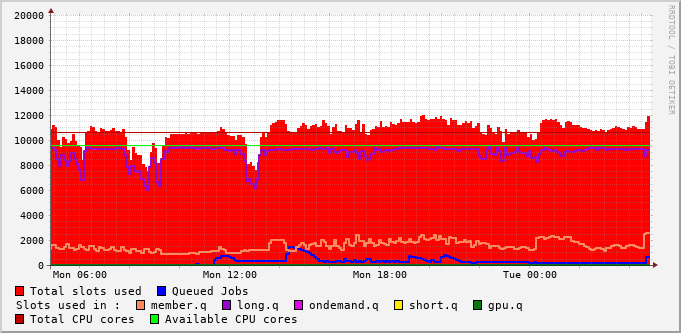 20000
18000
16000
14000
12000
10000
8000
6000
4000
2000
0
Mon 06:00 Mon 12:00 Mon 18:00 Tue 00:00
RRDTOOL / TOBI OETIKER
Total slots used Queued Jobs
Slots used in : member.q long.q ondemand.q short.q gpu.q
Total CPU cores Available CPU cores